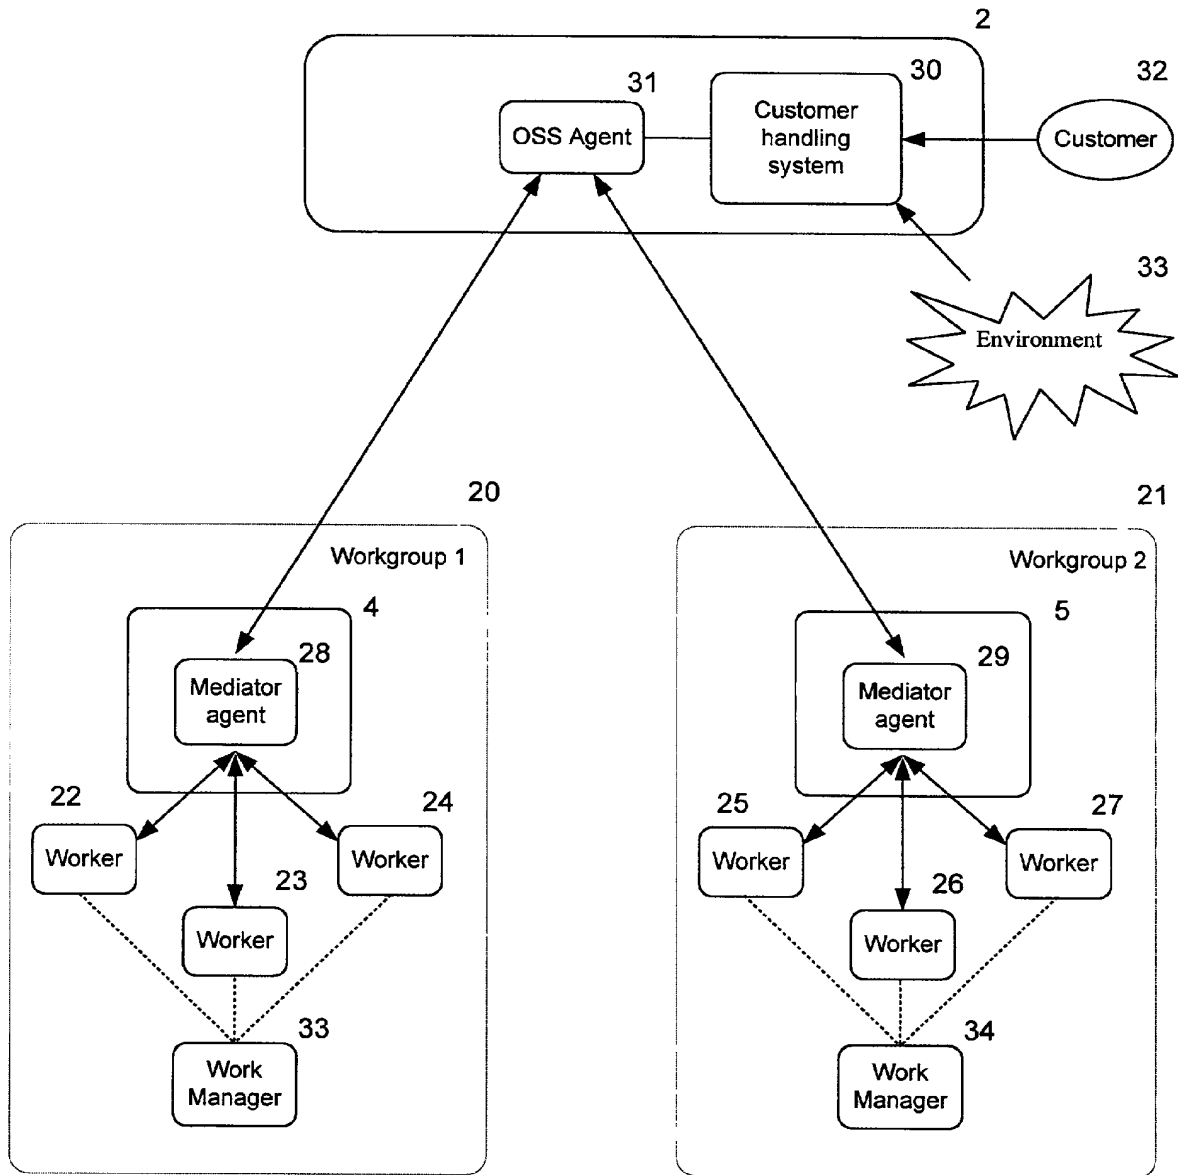 2
30
32
31
OSS Agent
Customer
handling
system
Customer
33
Environment
20
21
Workgroup 1
Workgroup 2
4
5
28
29
Mediator
agent
Mediator
agent
22
24
25
27
Worker
Worker
Worker
Worker
23
26
Worker
Worker
33
34
Work
Manager
Work
Manager